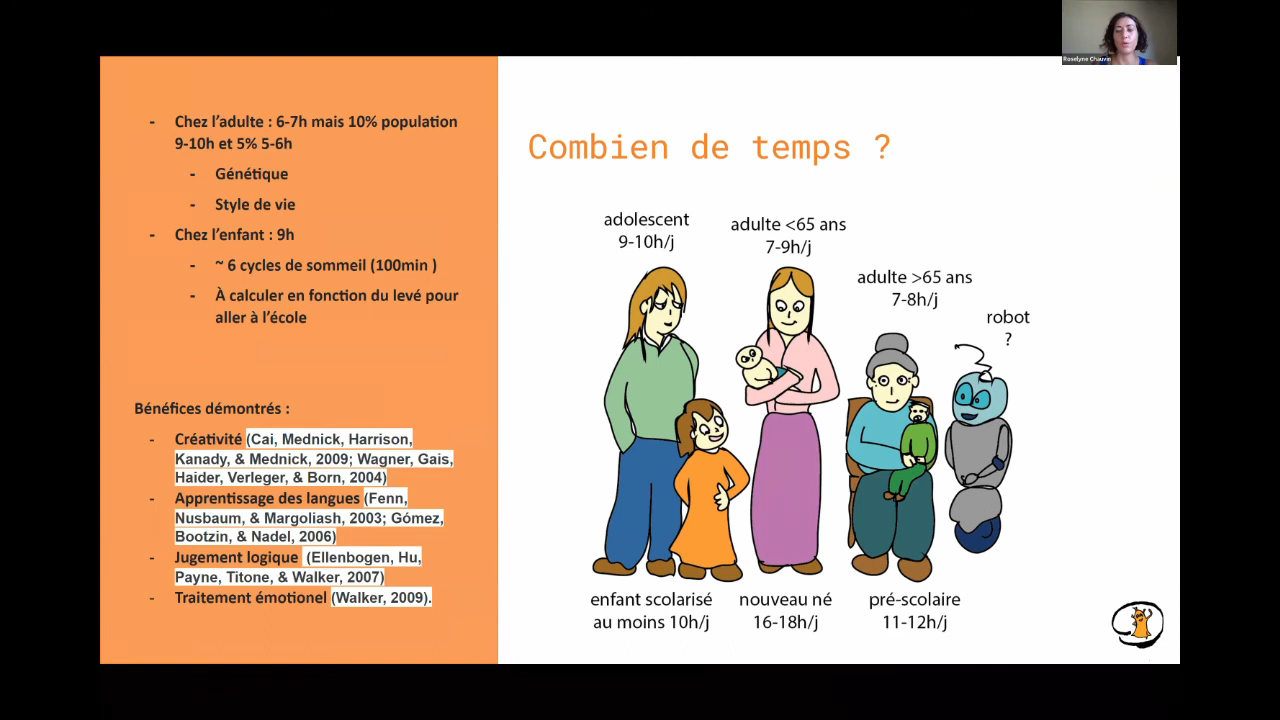 Roselyne Chauvin
- Chez l'adulte : 6-7h mais 10% population
9-10h et 5% 5-6h
- Génétique
- Style de vie
- Chez l'enfant : 9h
- ~ 6 cycles de sommeil (100min )
- À calculer en fonction du levé pour
aller à l'école
Bénéfices démontrés :
- Créativité (Cai, Mednick, Harrison,
Kanady, & Mednick, 2009; Wagner, Gais,
Haider, Verleger, & Born, 2004)
- Apprentissage des langues (Fenn,
Nusbaum, & Margoliash, 2003; Gómez,
Bootzin, & Nadel, 2006)
- Jugement logique (Ellenbogen, Hu,
Payne, Titone, & Walker, 2007)
- Traitement émotionel (Walker, 2009).
Combien de temps ?
adolescent
9-10h/j
adulte <65 ans
7-9h/j
adulte >65 ans
7-8h/j
robot
?
enfant scolarisé
au moins 10h/j
nouveau né
16-18h/j
pré-scolaire
11-12h/j